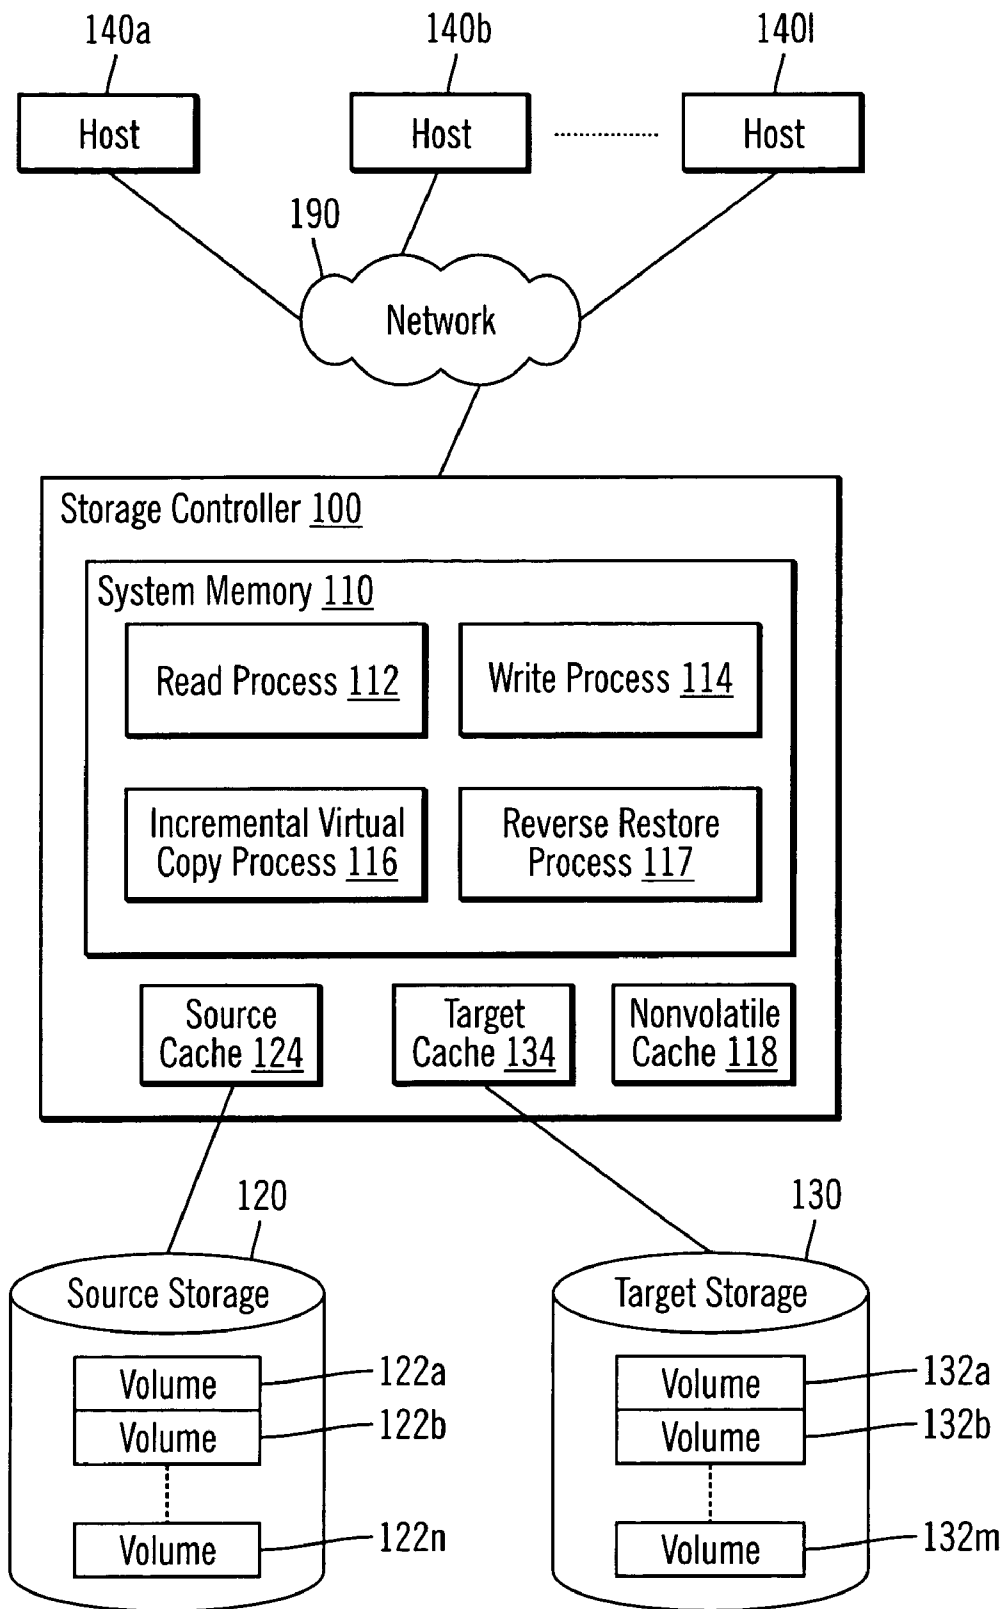 140a
140b
140l
Host
Host
Host
190
Network
Storage Controller 100
System Memory 110
Read Process 112
Write Process 114
Incremental Virtual
Copy Process 116
Reverse Restore
Process 117
Source
Cache 124
Target
Cache 134
Nonvolatile
Cache 118
120
130
Source Storage
Target Storage
Volume
122a
Volume
122b
Volume
122n
Volume
132a
Volume
132b
Volume
132m